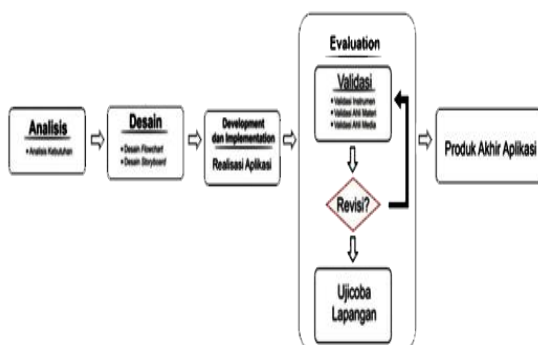 Analisis
• Analisis Kebutuhan
Desain
• Desain Flowchart
• Desain Storyboard
Development
dan Implementation
Realisasi Aplikasi
Evaluation
Validasi
• Validasi Instrumen
• Validasi Ahli Materi
• Validasi Ahli Media
Revisi?
Ujicoba
Lapangan
Produk Akhir Aplikasi